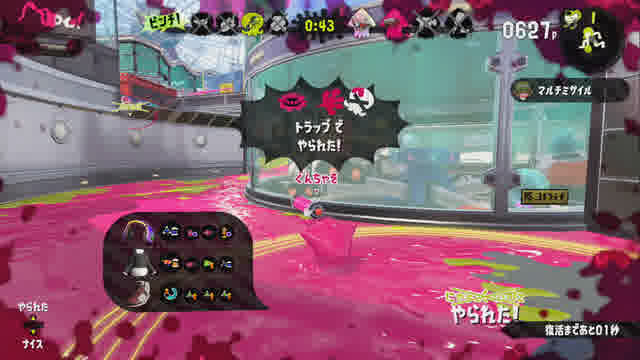 ピンチ!
0:43
0627p
マルチミサイル
トラップで
やられた!
くんちゃそ
やられた!
復活まであと01秒
やられた
ナイス